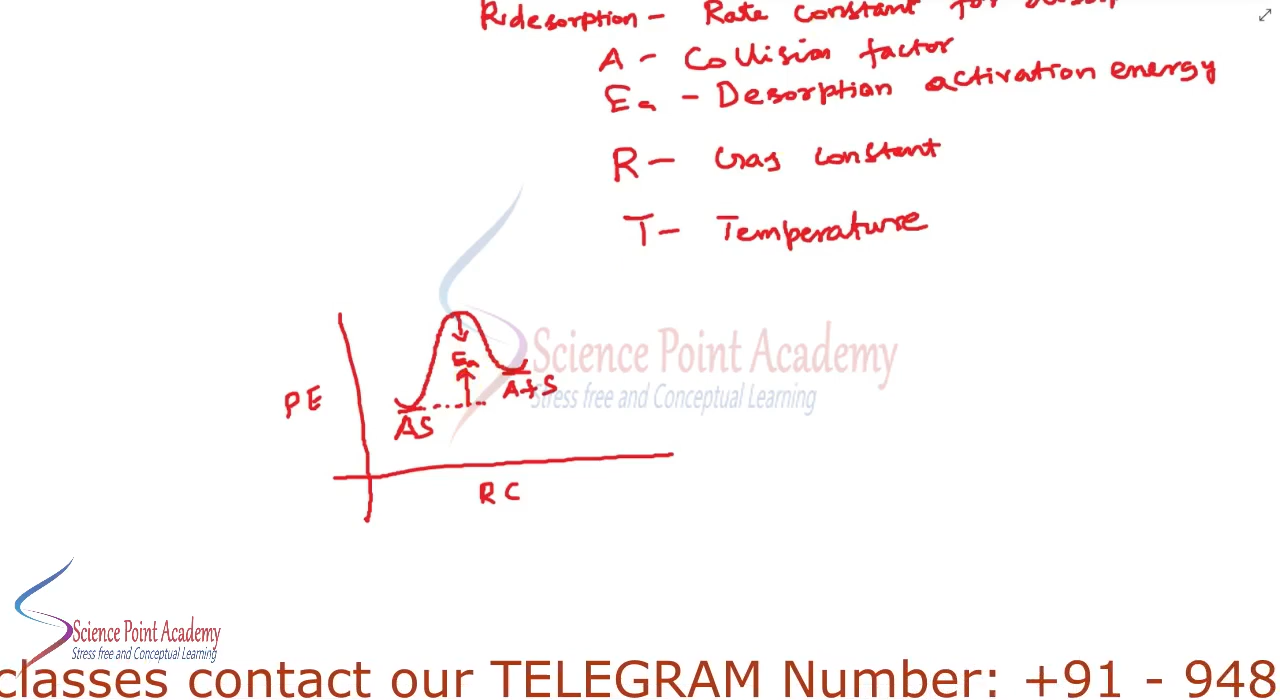 Rdesorption - Rate constant for
A - Collision factor
Ea - Desorption activation energy
R - Gas constant
T - Temperature
Science Point Academy
Stress free and Conceptual Learning
Ea
A+S
PE
AS
RC
Science Point Academy
Stress free and Conceptual Learning
classes contact our TELEGRAM Number: +91 - 948